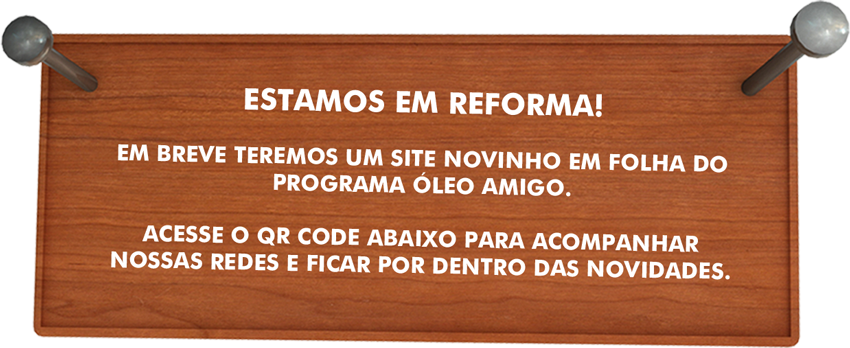 ESTAMOS EM REFORMA!
EM BREVE TEREMOS UM SITE NOVINHO EM FOLHA DO
PROGRAMA ÓLEO AMIGO.
ACESSE O QR CODE ABAIXO PARA ACOMPANHAR
NOSSAS REDES E FICAR POR DENTRO DAS NOVIDADES.